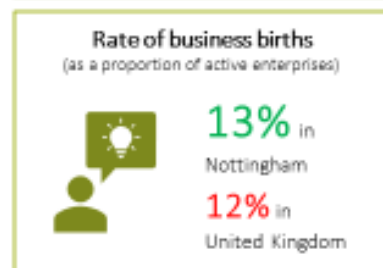 Rate of business births
(as a proportion of active enterprises)
13% in
Nottingham
12% in
United Kingdom